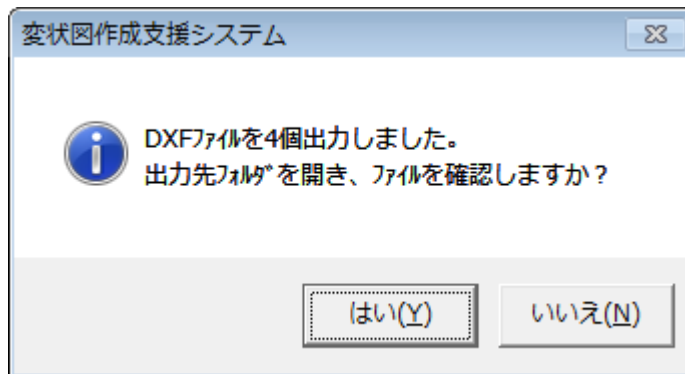 変状図作成支援システム
DXFﾌｧｲﾙを4個出力しました。
出力先ﾌｫﾙﾀﾞを開き、ﾌｧｲﾙを確認しますか？
はい(Y)
いいえ(N)